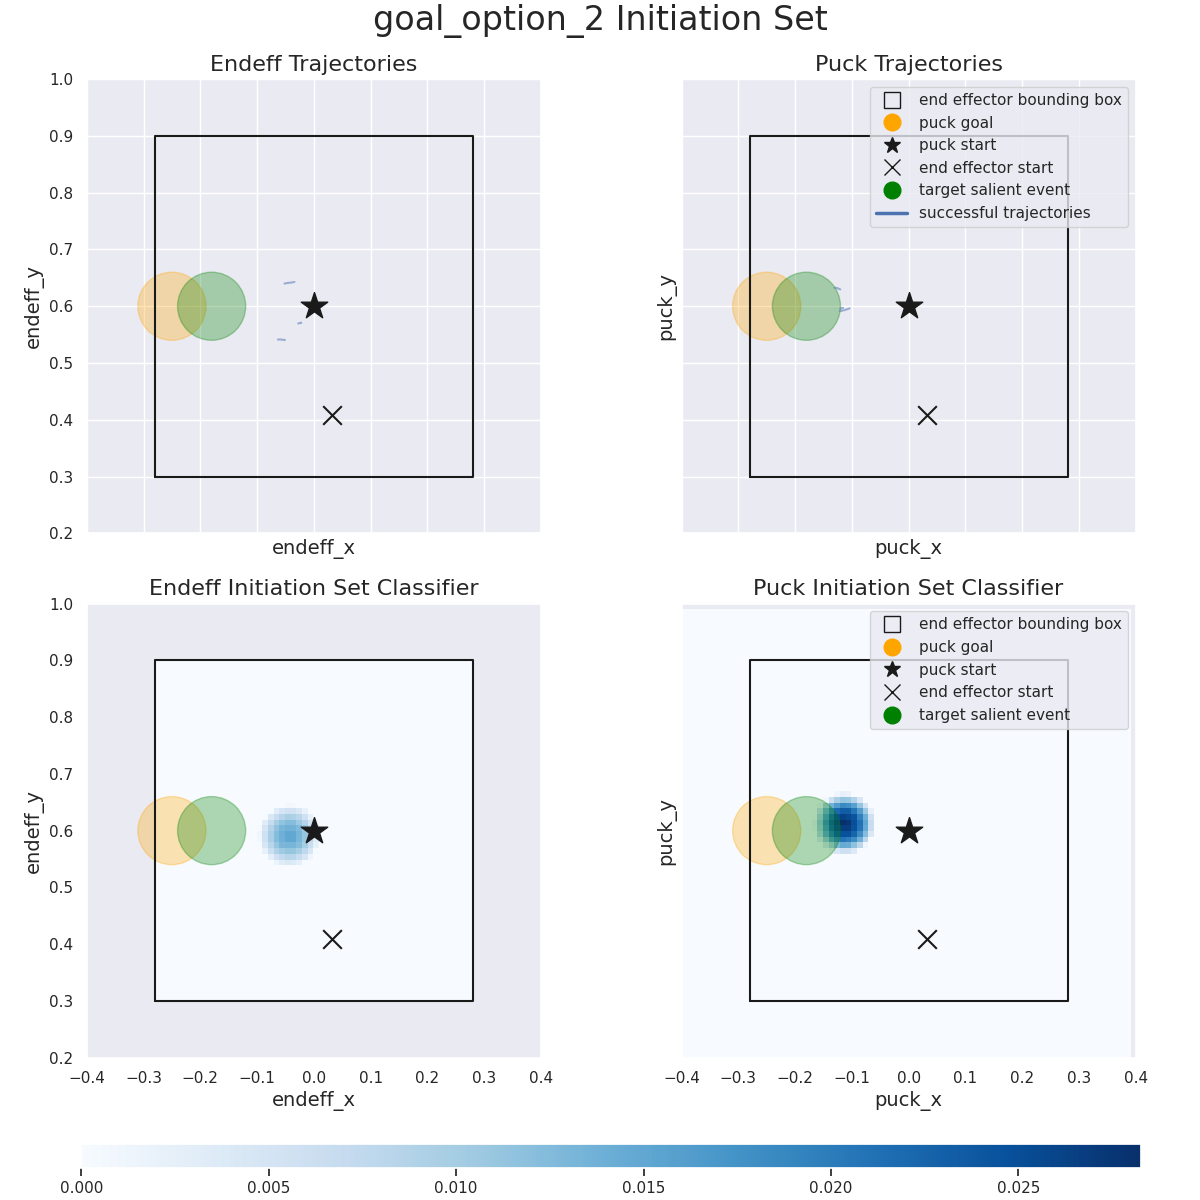 goal_option_2 Initiation Set
Endeff Trajectories
Puck Trajectories
1.0
0.9
0.8
0.7
0.6
0.5
0.4
0.3
0.2
endeff_y
endeff_x
puck_y
puck_x
end effector bounding box
puck goal
puck start
end effector start
target salient event
successful trajectories
Endeff Initiation Set Classifier
Puck Initiation Set Classifier
1.0
0.9
0.8
0.7
0.6
0.5
0.4
0.3
0.2
endeff_y
−0.4 −0.3 −0.2 −0.1 0.0 0.1 0.2 0.3 0.4
endeff_x
puck_y
end effector bounding box
puck goal
puck start
end effector start
target salient event
−0.4 −0.3 −0.2 −0.1 0.0 0.1 0.2 0.3 0.4
puck_x
0.000 0.005 0.010 0.015 0.020 0.025